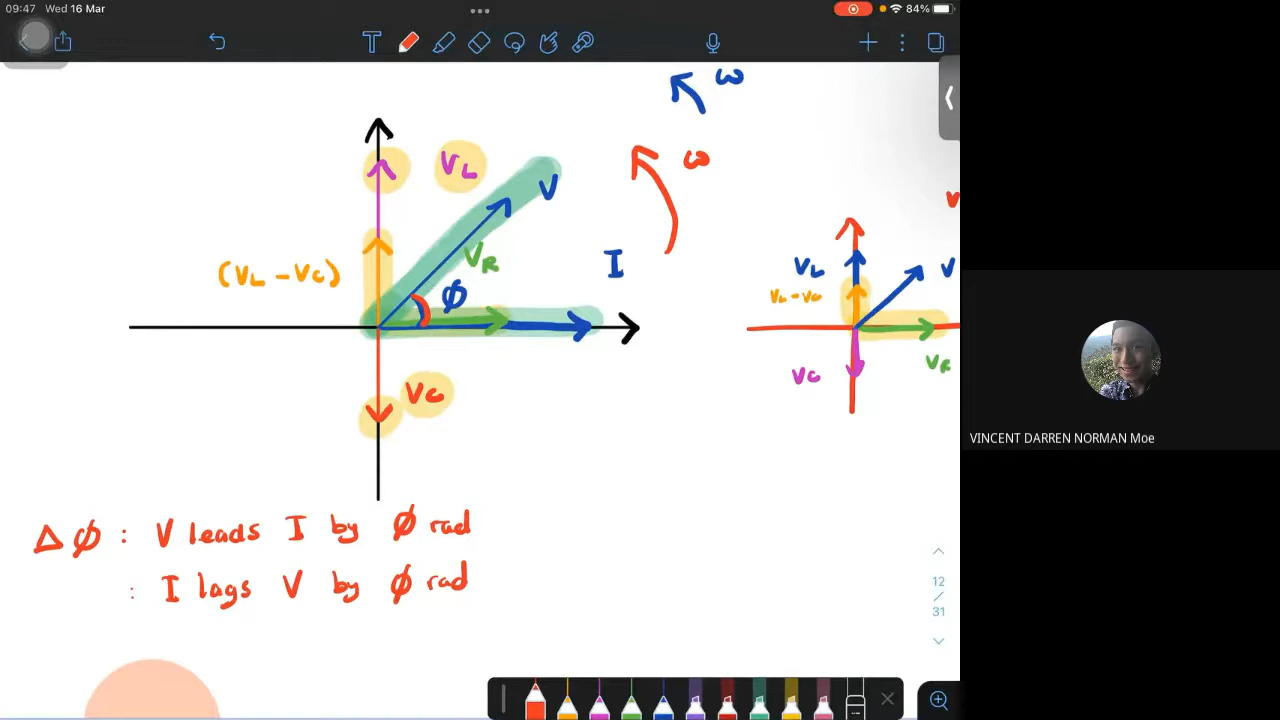 09:47 Wed 16 Mar
84%
T
ω
VL
V
ω
VR
I
(VL - VC)
ϕ
VC
VL
V
VL-VC
VC
VR
Δϕ : V leads I by ϕ rad
: I lags V by ϕ rad
12
/
31
VINCENT DARREN NORMAN Moe